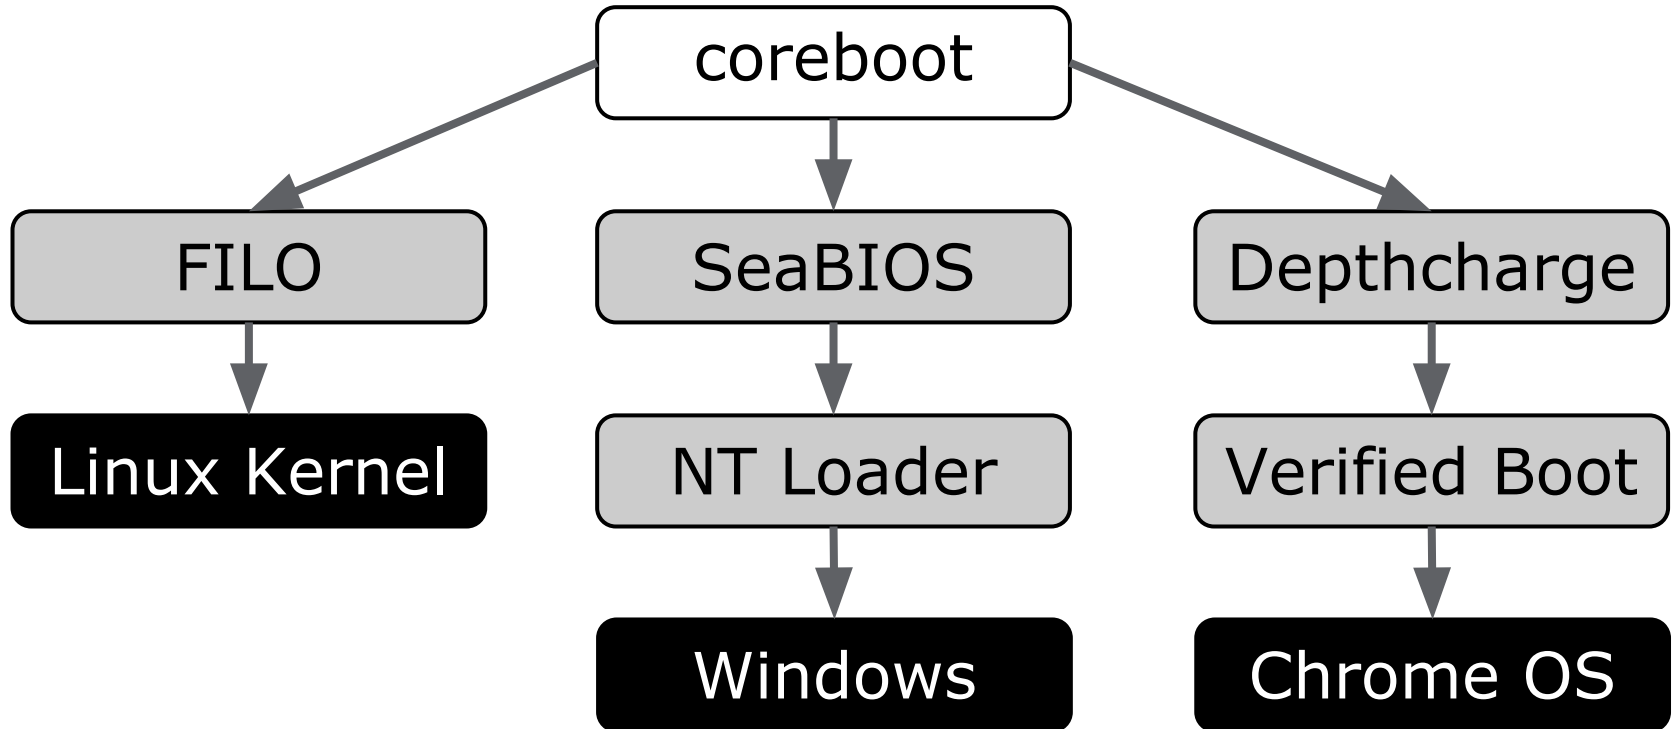 coreboot
FILO
SeaBIOS
Depthcharge
Linux Kernel
NT Loader
Verified Boot
Windows
Chrome OS